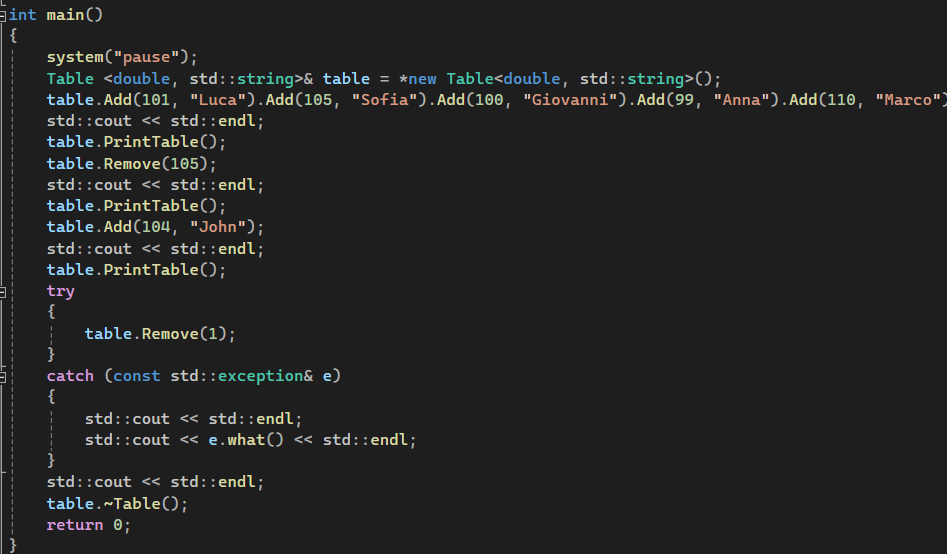 int main()
{
    system("pause");
    Table <double, std::string>& table = *new Table<double, std::string>();
    table.Add(101, "Luca").Add(105, "Sofia").Add(100, "Giovanni").Add(99, "Anna").Add(110, "Marco")
    std::cout << std::endl;
    table.PrintTable();
    table.Remove(105);
    std::cout << std::endl;
    table.PrintTable();
    table.Add(104, "John");
    std::cout << std::endl;
    table.PrintTable();
    try
    {
        table.Remove(1);
    }
    catch (const std::exception& e)
    {
        std::cout << std::endl;
        std::cout << e.what() << std::endl;
    }
    std::cout << std::endl;
    table.~Table();
    return 0;
}